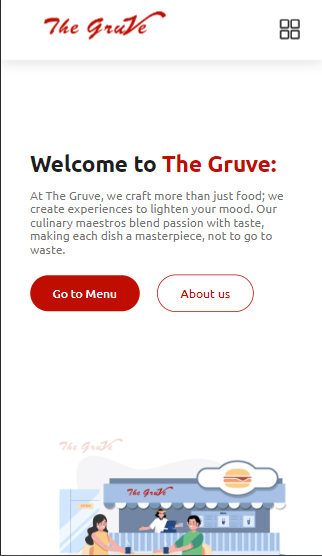 The Gruve
Welcome to The Gruve:
At The Gruve, we craft more than just food; we
create experiences to lighten your mood. Our
culinary maestros blend passion with taste,
making each dish a masterpiece, not to go to
waste.
Go to Menu
About us
The Gruve
The Gruve